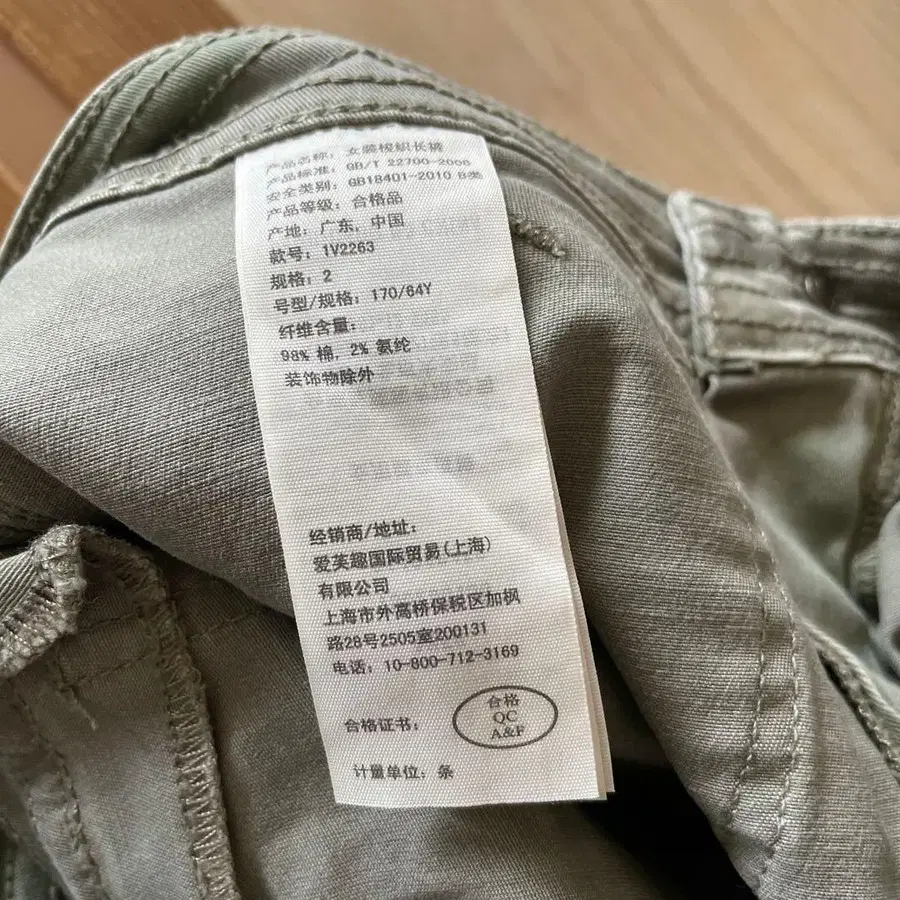 产品名称: 女装梭织长裤
产品标准: GB/T 22700-2008
安全类别: GB18401-2010 B类
产品等级: 合格品
产地: 广东, 中国
款号: 1V2263
规格: 2
号型/规格: 170/64Y
纤维含量:
98% 棉, 2% 氨纶
装饰物除外
经销商/地址:
爱芙趣国际贸易(上海)
有限公司
上海市外高桥保税区加枫
路28号2505室200131
电话: 10-800-712-3169
合格证书:
合格
QC
A&F
计量单位: 条